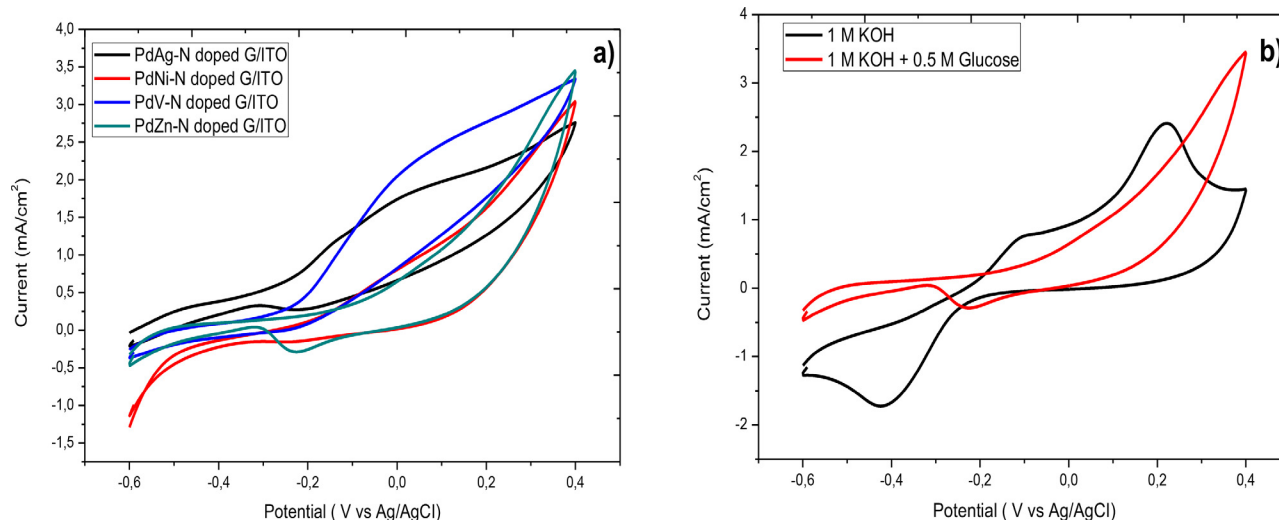 a)
PdAg-N doped G/ITO
PdNi-N doped G/ITO
PdV-N doped G/ITO
PdZn-N doped G/ITO
4,0
3,5
3,0
2,5
2,0
1,5
1,0
0,5
0,0
-0,5
-1,0
-1,5
Current (mA/cm²)
-0,6
-0,4
-0,2
0,0
0,2
0,4
Potential ( V vs Ag/AgCl)
b)
1 M KOH
1 M KOH + 0.5 M Glucose
4
3
2
1
0
-1
-2
Current (mA/cm²)
-0,6
-0,4
-0,2
0,0
0,2
0,4
Potential ( V vs Ag/AgCl)